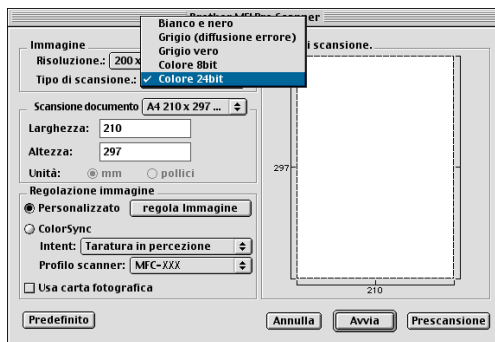 Bianco e nero
Grigio (diffusione errore)
Grigio vero
Colore 8bit
✓ Colore 24bit
Immagine
Risoluzione.: 200 x
Tipo di scansione.:
i scansione.
Scansione documento A4 210 x 297 ...
Larghezza: 210
Altezza: 297
Unità: mm pollici
Regolazione immagine
Personalizzato regola Immagine
ColorSync
Intent: Taratura in percezione
Profilo scanner: MFC-XXX
Usa carta fotografica
297
210
Predefinito
Annulla Avvia Prescansione